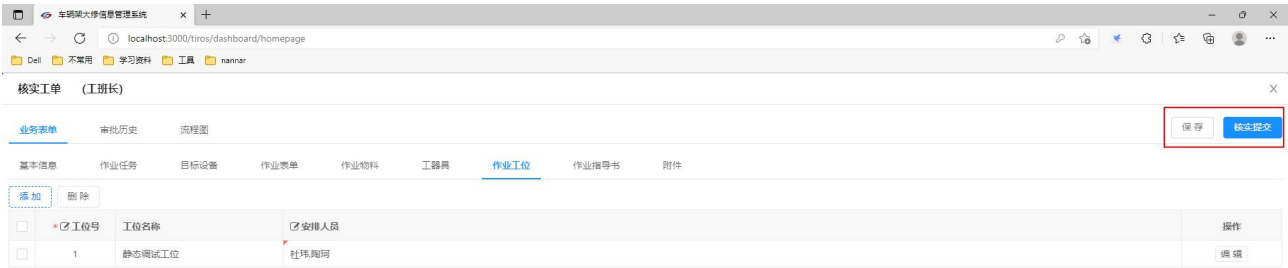 车辆架大修信息管理系统
localhost:3000/tiros/dashboard/homepage
Dell 不常用 学习资料 工具 nannar
核实工单 (工班长)
业务表单 审批历史 流程图 保存 核实提交
基本信息 作业任务 目标设备 作业表单 作业物料 工器具 作业工位 作业指导书 附件
添加 删除
*工位号 工位名称 安排人员 操作
1 静态调试工位 杜玮,陶珂 编辑